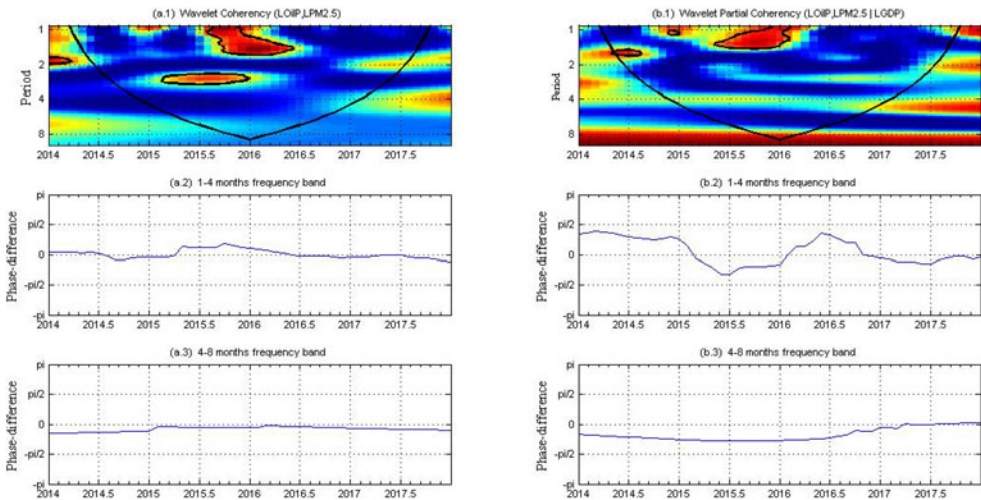 (a.1) Wavelet Coherency (LOilP,LPM2.5)
Period
1
2
4
8
2014 2014.5 2015 2015.5 2016 2016.5 2017 2017.5
(b.1) Wavelet Partial Coherency (LOilP,LPM2.5 | LGDP)
Period
1
2
4
8
2014 2014.5 2015 2015.5 2016 2016.5 2017 2017.5
(a.2) 1-4 months frequency band
Phase-difference
pi
pi/2
0
-pi/2
-pi
2014 2014.5 2015 2015.5 2016 2016.5 2017 2017.5
(b.2) 1-4 months frequency band
Phase-difference
pi
pi/2
0
-pi/2
-pi
2014 2014.5 2015 2015.5 2016 2016.5 2017 2017.5
(a.3) 4-8 months frequency band
Phase-difference
pi
pi/2
0
-pi/2
-pi
2014 2014.5 2015 2015.5 2016 2016.5 2017 2017.5
(b.3) 4-8 months frequency band
Phase-difference
pi
pi/2
0
-pi/2
-pi
2014 2014.5 2015 2015.5 2016 2016.5 2017 2017.5